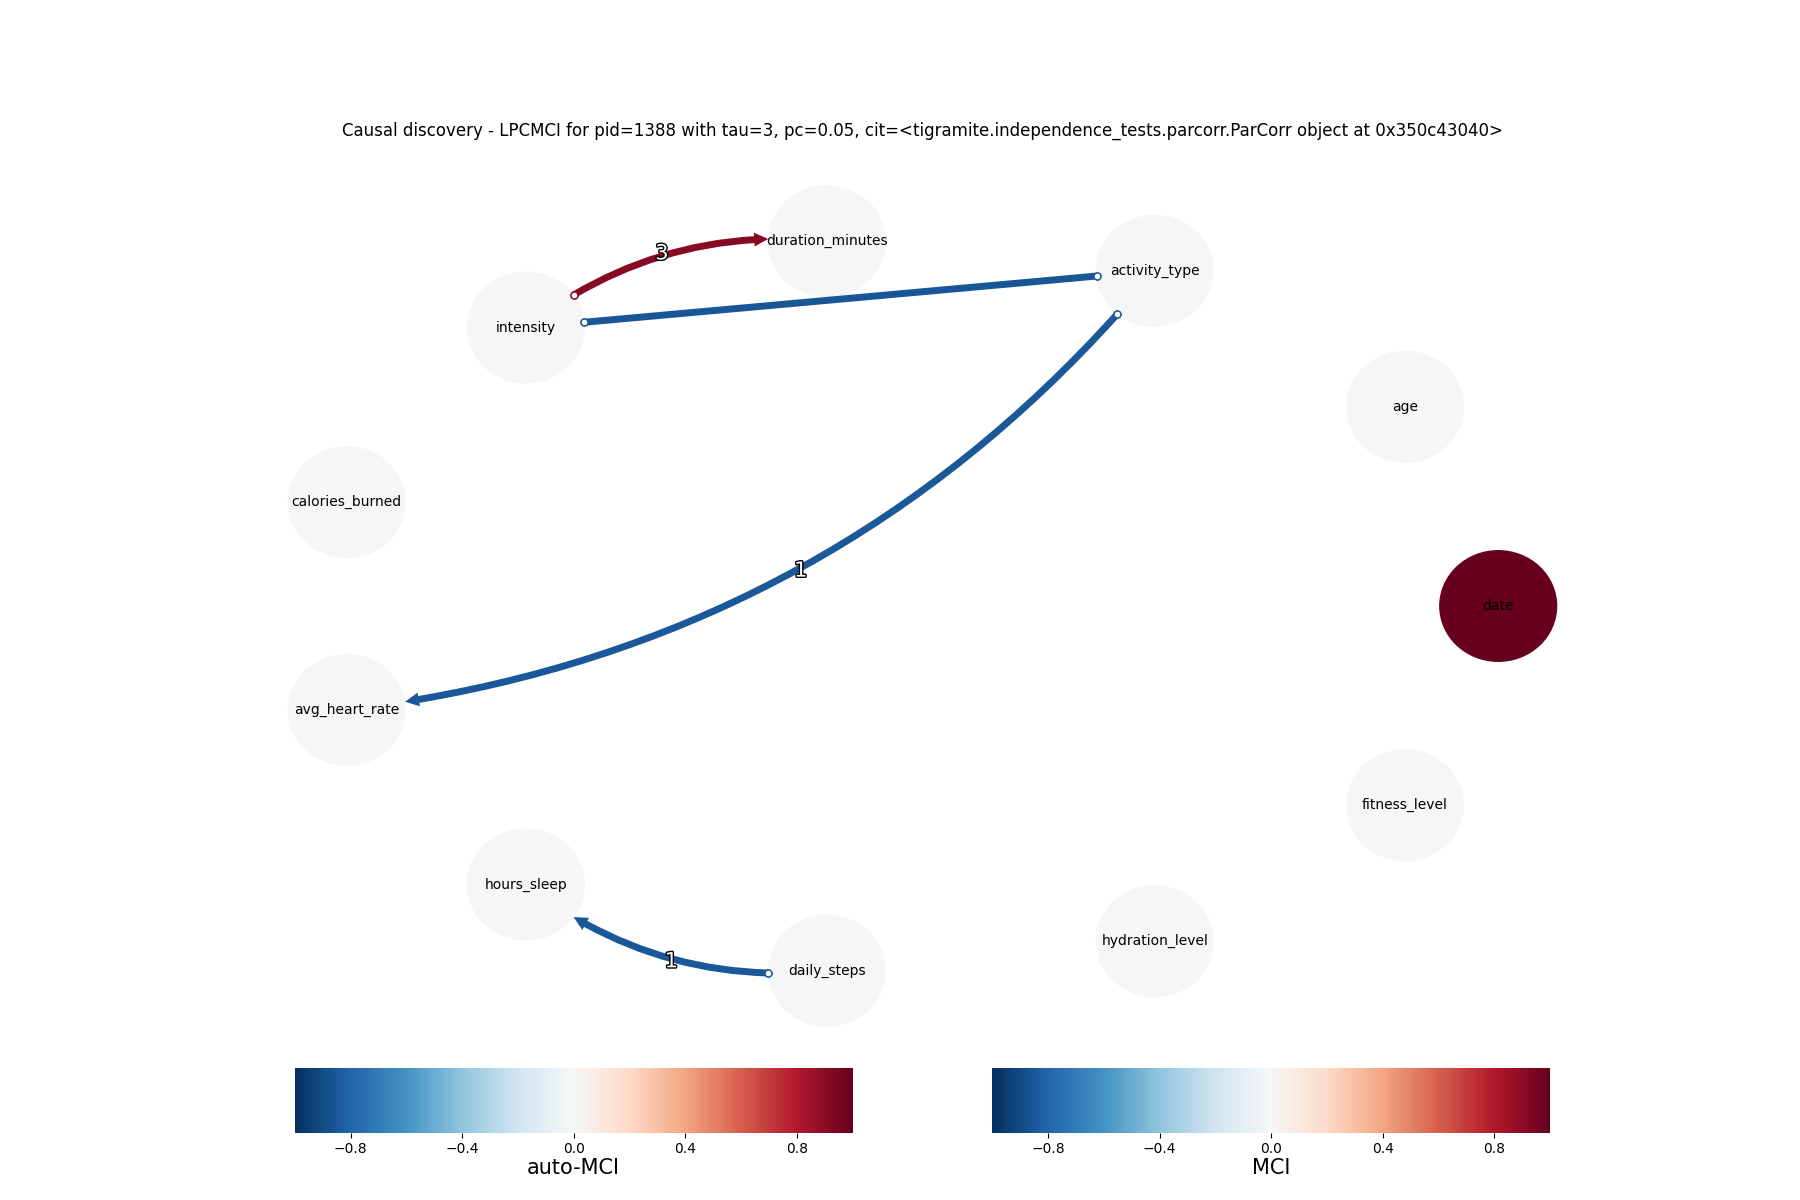 Causal discovery - LPCMCI for pid=1388 with tau=3, pc=0.05, cit=<tigramite.independence_tests.parcorr.ParCorr object at 0x350c43040>
duration_minutes
3
activity_type
intensity
age
calories_burned
1
date
avg_heart_rate
fitness_level
hours_sleep
hydration_level
1
daily_steps
−0.8 −0.4 0.0 0.4 0.8
auto-MCI
−0.8 −0.4 0.0 0.4 0.8
MCI